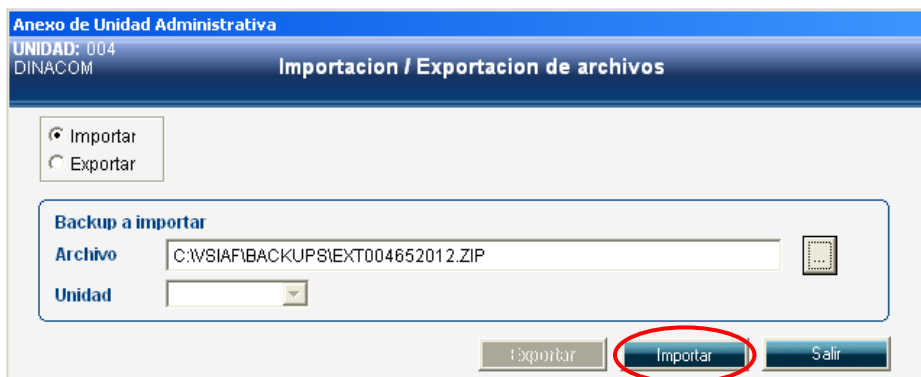 Anexo de Unidad Administrativa
UNIDAD: 004
DINACOM
Importacion / Exportacion de archivos
Importar
Exportar
Backup a importar
Archivo C:\VSIAF\BACKUPS\EXT004652012.ZIP ...
Unidad
Exportar Importar Salir